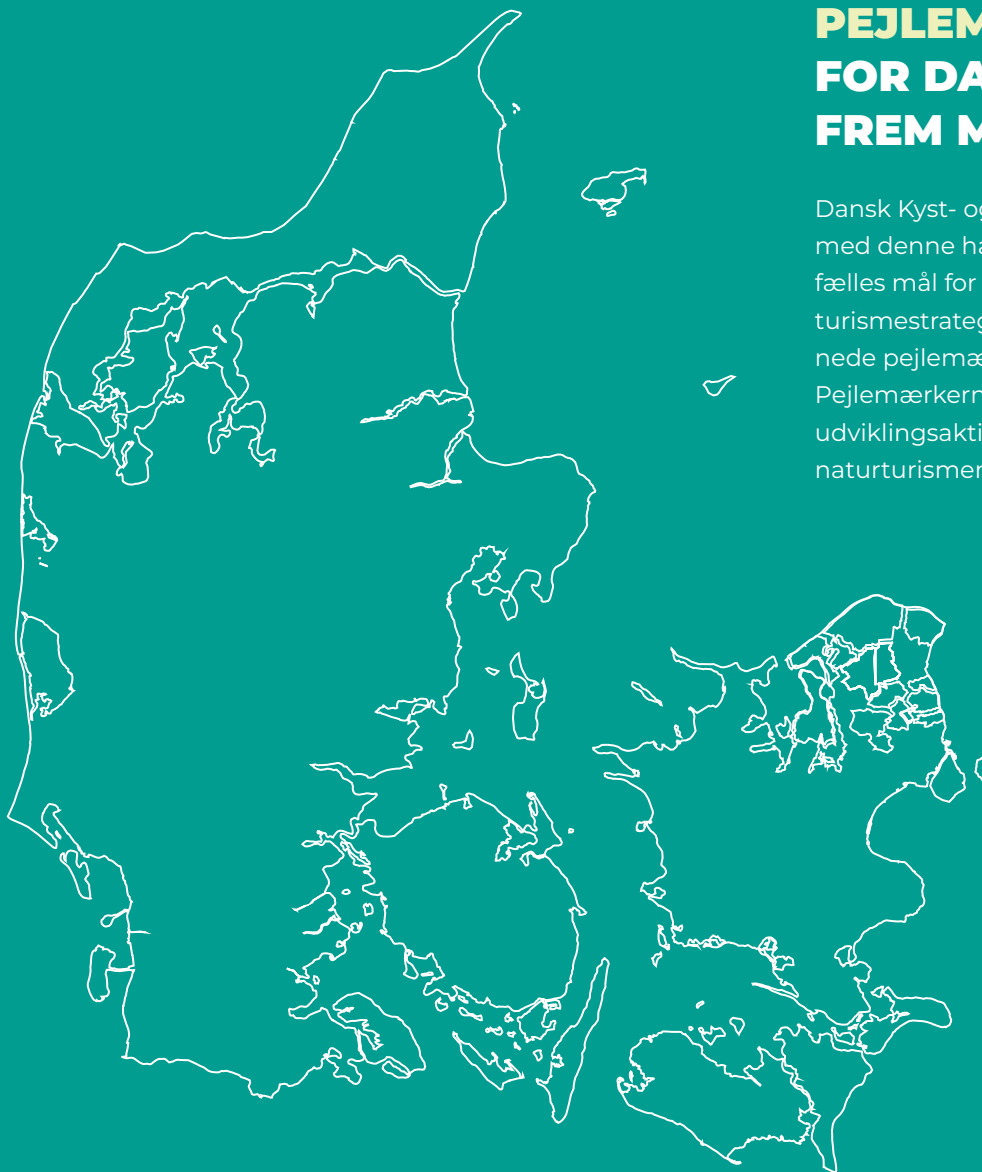 PEJLEM
FOR DA
FREM M
Dansk Kyst- og
med denne ha
fælles mål for
turismestrateg
nede pejlemæ
Pejlemærkern
udviklingsakti
naturturismen